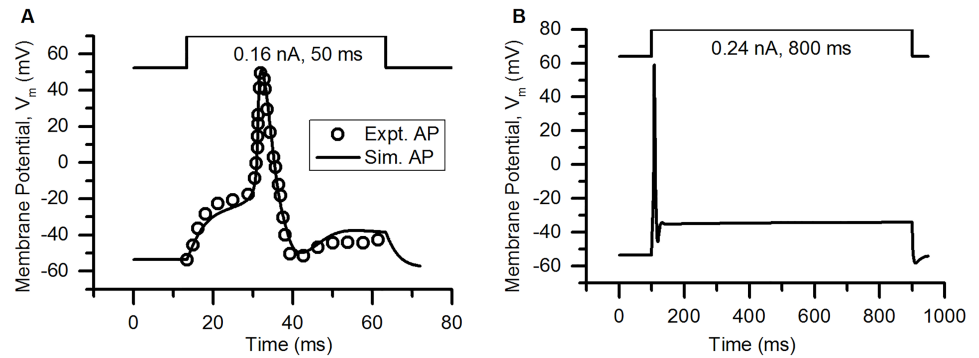 A
0.16 nA, 50 ms
Expt. AP
Sim. AP
Membrane Potential, Vm (mV)
60
40
20
0
-20
-40
-60
0 20 40 60 80
Time (ms)
B
0.24 nA, 800 ms
Membrane Potential, Vm (mV)
80
60
40
20
0
-20
-40
-60
0 200 400 600 800 1000
Time (ms)